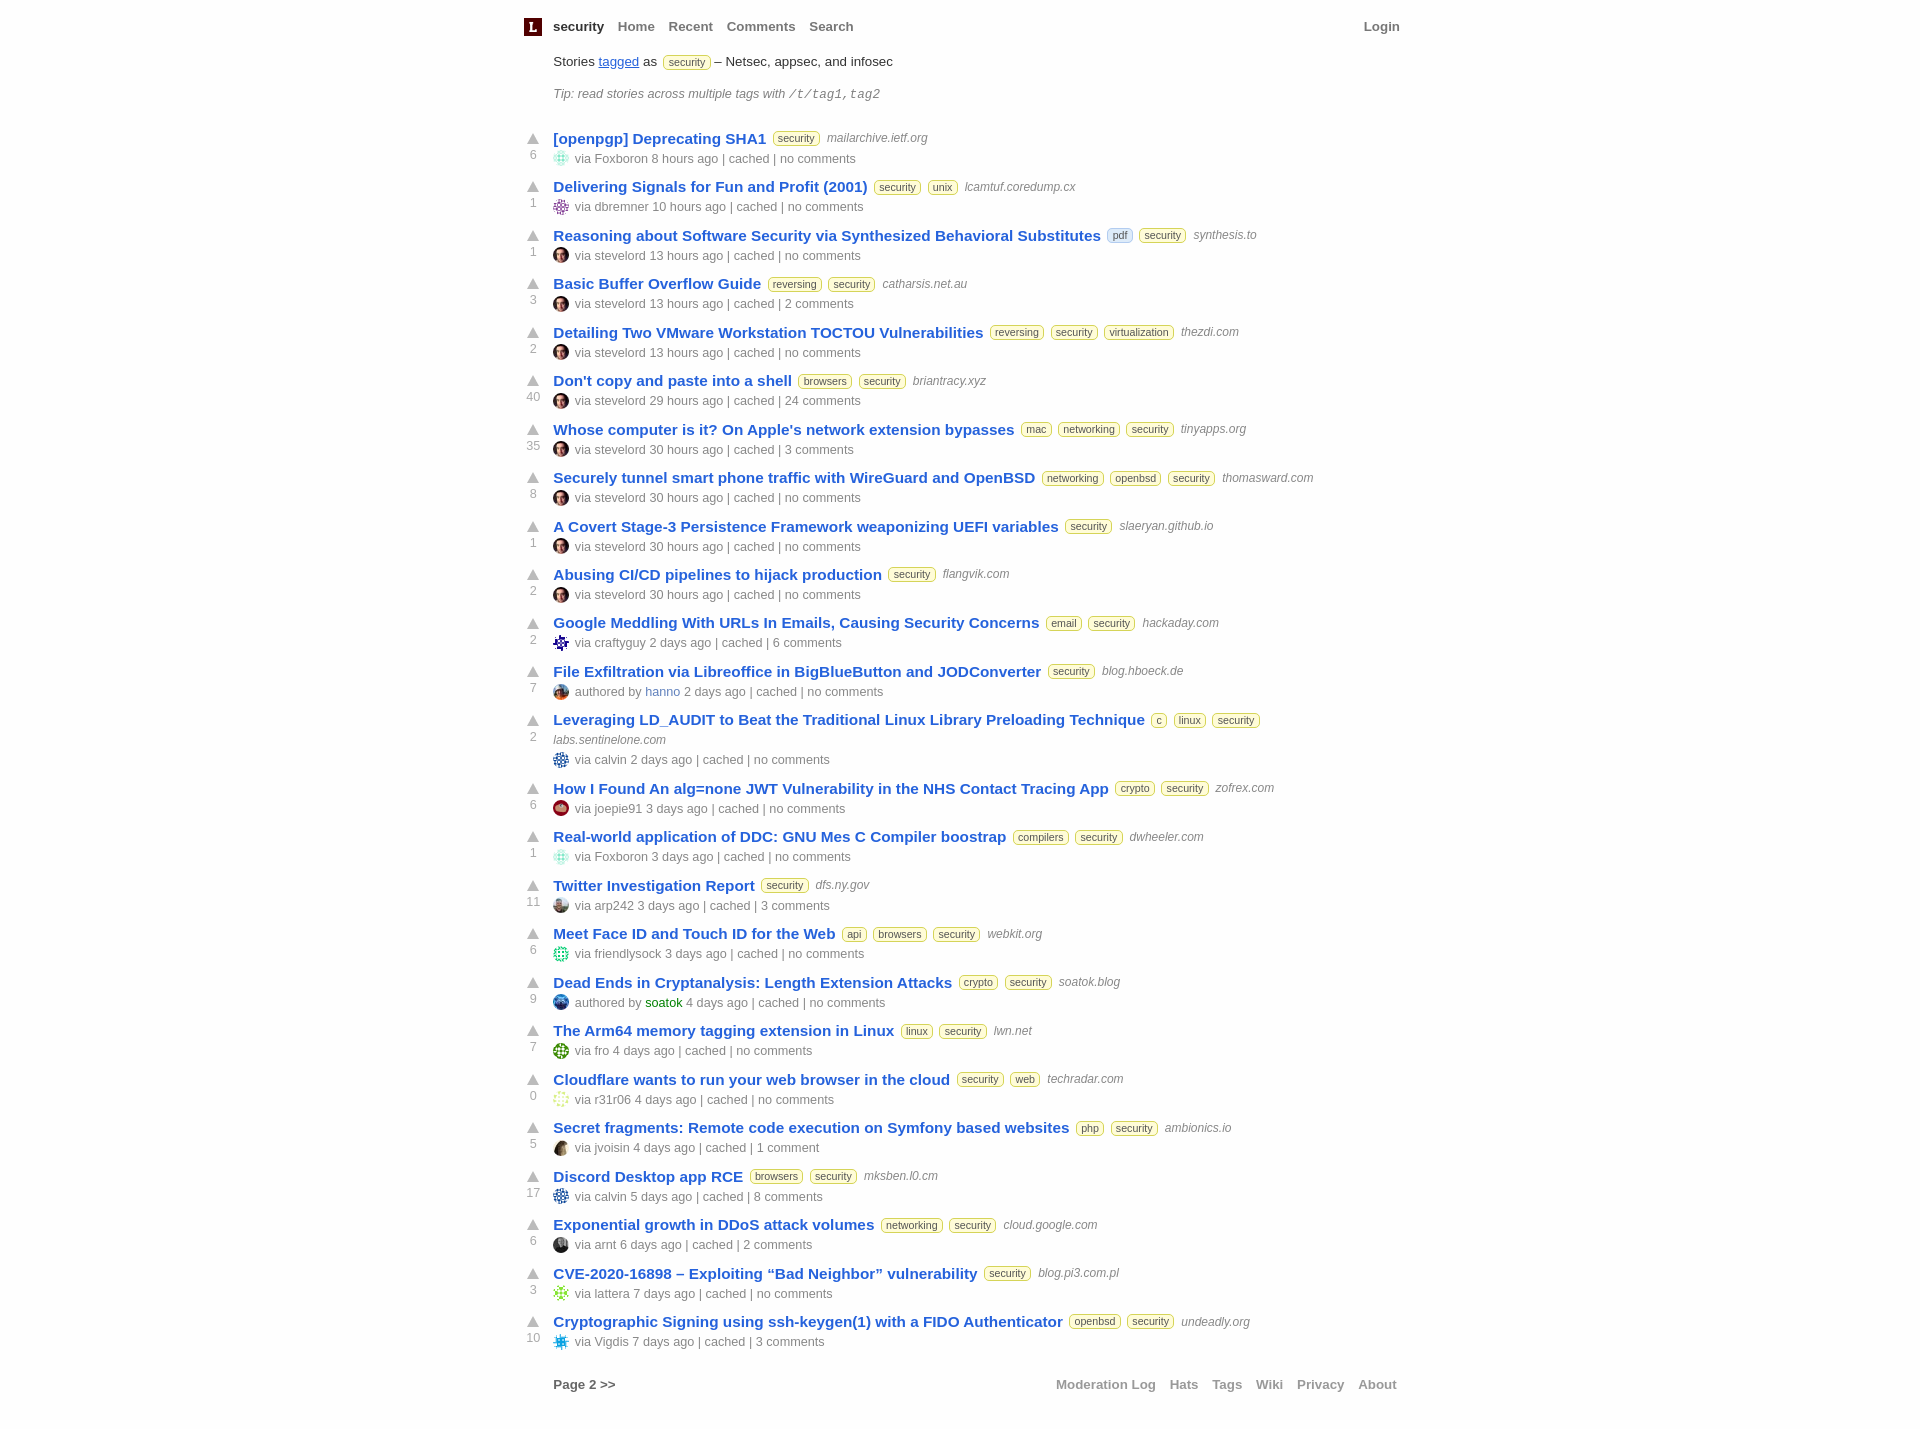 L security Home Recent Comments Search Login
Stories tagged as security – Netsec, appsec, and infosec
Tip: read stories across multiple tags with /t/tag1,tag2
[openpgp] Deprecating SHA1 security mailarchive.ietf.org
6 via Foxboron 8 hours ago | cached | no comments
Delivering Signals for Fun and Profit (2001) security unix lcamtuf.coredump.cx
1 via dbremner 10 hours ago | cached | no comments
Reasoning about Software Security via Synthesized Behavioral Substitutes pdf security synthesis.to
1 via stevelord 13 hours ago | cached | no comments
Basic Buffer Overflow Guide reversing security catharsis.net.au
3 via stevelord 13 hours ago | cached | 2 comments
Detailing Two VMware Workstation TOCTOU Vulnerabilities reversing security virtualization thezdi.com
2 via stevelord 13 hours ago | cached | no comments
Don't copy and paste into a shell browsers security briantracy.xyz
40 via stevelord 29 hours ago | cached | 24 comments
Whose computer is it? On Apple's network extension bypasses mac networking security tinyapps.org
35 via stevelord 30 hours ago | cached | 3 comments
Securely tunnel smart phone traffic with WireGuard and OpenBSD networking openbsd security thomasward.com
8 via stevelord 30 hours ago | cached | no comments
A Covert Stage-3 Persistence Framework weaponizing UEFI variables security slaeryan.github.io
1 via stevelord 30 hours ago | cached | no comments
Abusing CI/CD pipelines to hijack production security flangvik.com
2 via stevelord 30 hours ago | cached | no comments
Google Meddling With URLs In Emails, Causing Security Concerns email security hackaday.com
2 via craftyguy 2 days ago | cached | 6 comments
File Exfiltration via Libreoffice in BigBlueButton and JODConverter security blog.hboeck.de
7 authored by hanno 2 days ago | cached | no comments
Leveraging LD_AUDIT to Beat the Traditional Linux Library Preloading Technique c linux security
2 labs.sentinelone.com
via calvin 2 days ago | cached | no comments
How I Found An alg=none JWT Vulnerability in the NHS Contact Tracing App crypto security zofrex.com
6 via joepie91 3 days ago | cached | no comments
Real-world application of DDC: GNU Mes C Compiler boostrap compilers security dwheeler.com
1 via Foxboron 3 days ago | cached | no comments
Twitter Investigation Report security dfs.ny.gov
11 via arp242 3 days ago | cached | 3 comments
Meet Face ID and Touch ID for the Web api browsers security webkit.org
6 via friendlysock 3 days ago | cached | no comments
Dead Ends in Cryptanalysis: Length Extension Attacks crypto security soatok.blog
9 authored by soatok 4 days ago | cached | no comments
The Arm64 memory tagging extension in Linux linux security lwn.net
7 via fro 4 days ago | cached | no comments
Cloudflare wants to run your web browser in the cloud security web techradar.com
0 via r31r06 4 days ago | cached | no comments
Secret fragments: Remote code execution on Symfony based websites php security ambionics.io
5 via jvoisin 4 days ago | cached | 1 comment
Discord Desktop app RCE browsers security mksben.l0.cm
17 via calvin 5 days ago | cached | 8 comments
Exponential growth in DDoS attack volumes networking security cloud.google.com
6 via arnt 6 days ago | cached | 2 comments
CVE-2020-16898 – Exploiting “Bad Neighbor” vulnerability security blog.pi3.com.pl
3 via lattera 7 days ago | cached | no comments
Cryptographic Signing using ssh-keygen(1) with a FIDO Authenticator openbsd security undeadly.org
10 via Vigdis 7 days ago | cached | 3 comments
Page 2 >> Moderation Log Hats Tags Wiki Privacy About